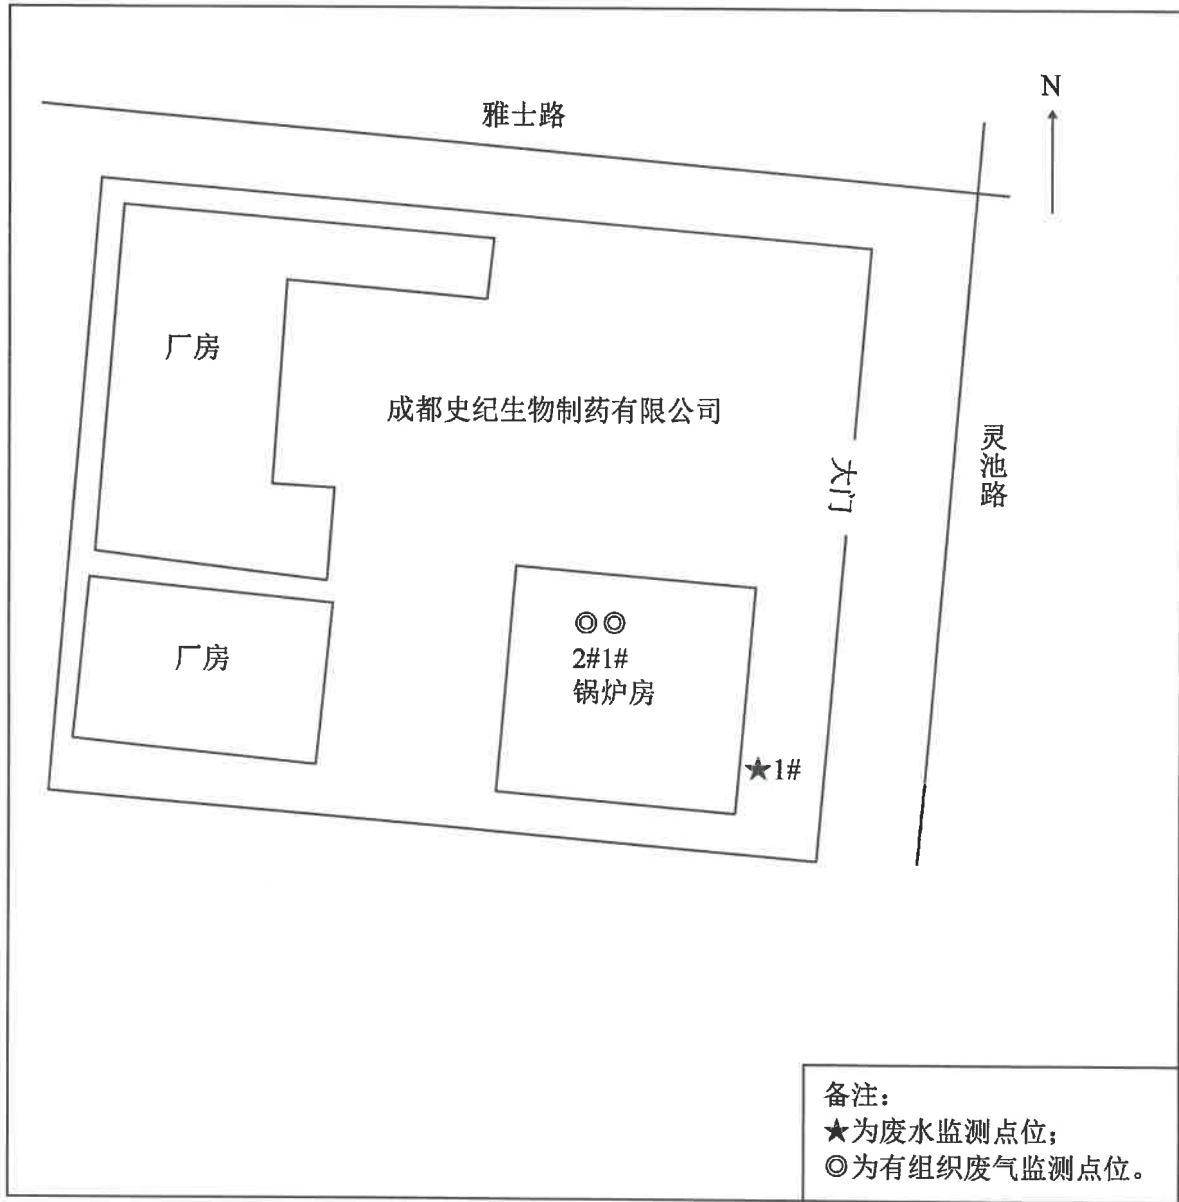 雅士路
N
厂房
成都史纪生物制药有限公司
灵池路
大门
2#1#
锅炉房
厂房
★1#
备注：
★为废水监测点位；
◎为有组织废气监测点位。